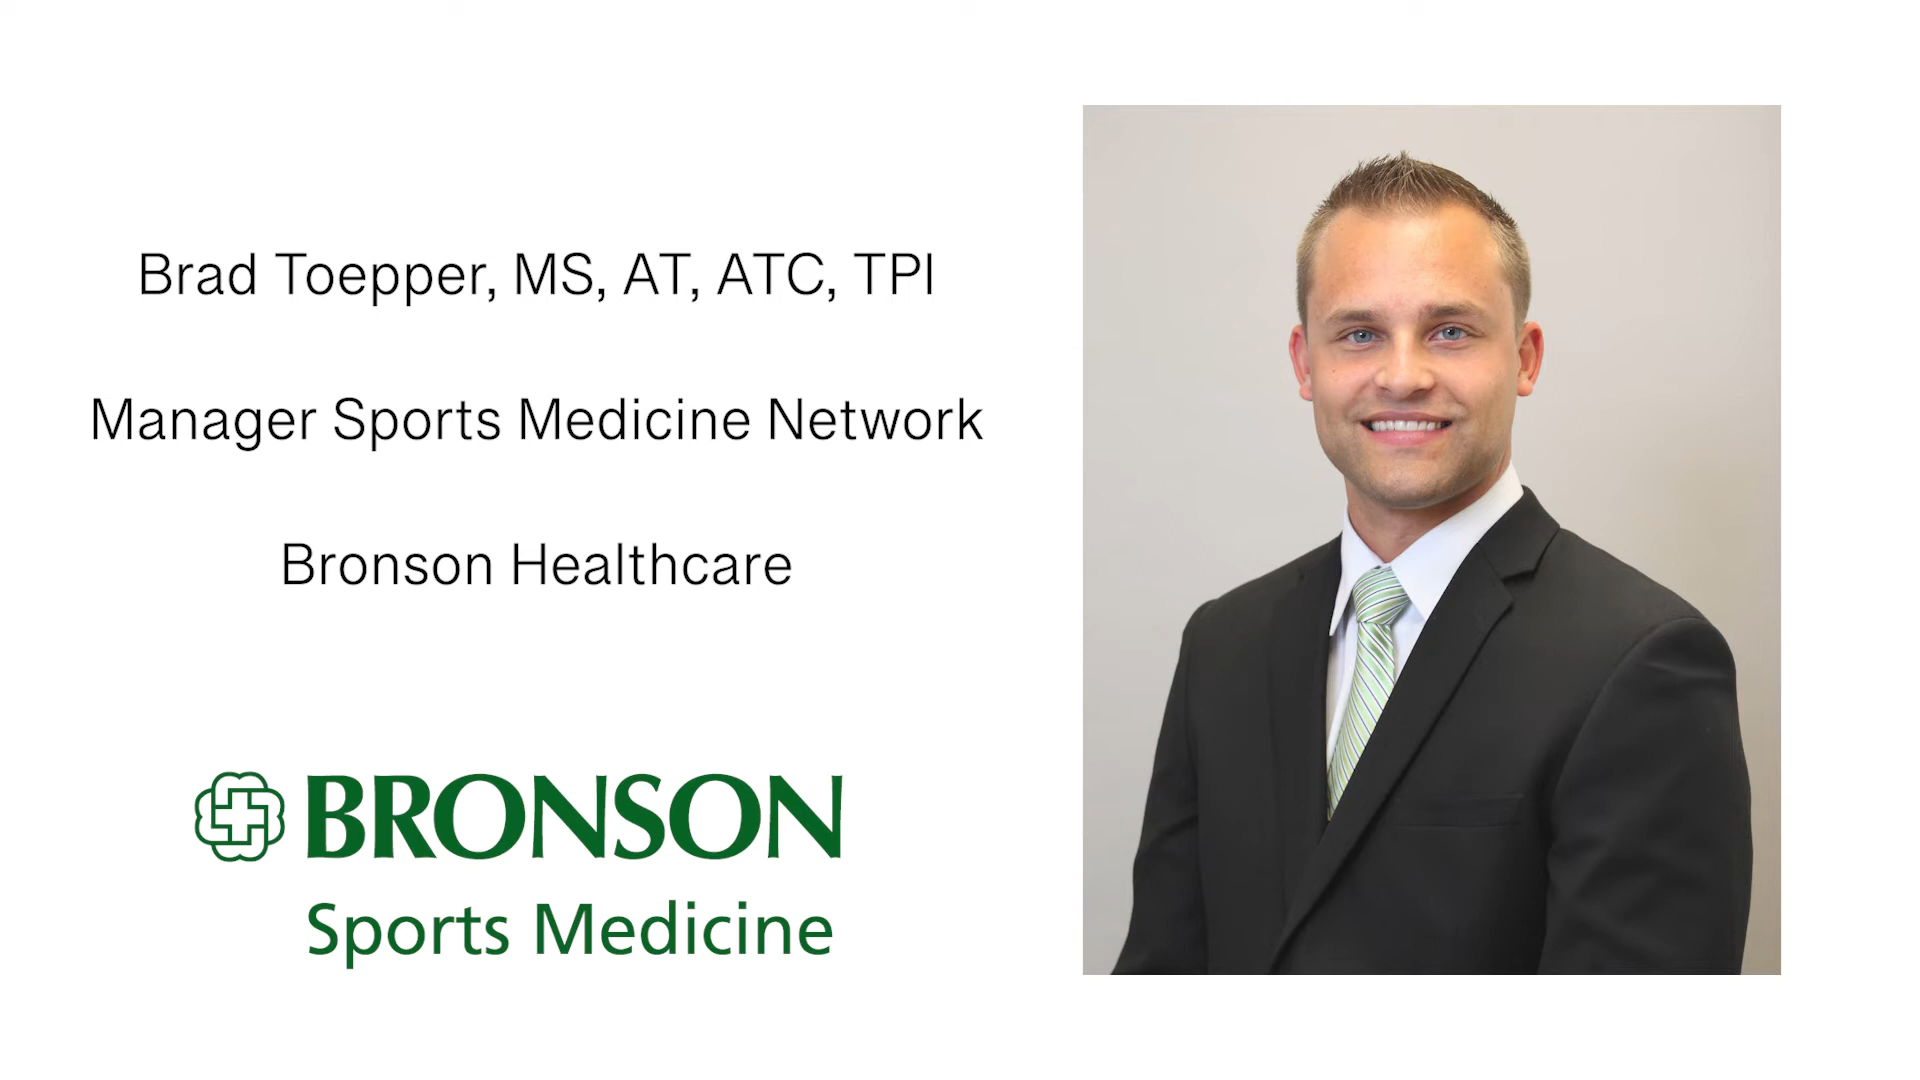 Brad Toepper, MS, AT, ATC, TPI
Manager Sports Medicine Network
Bronson Healthcare
BRONSON
Sports Medicine